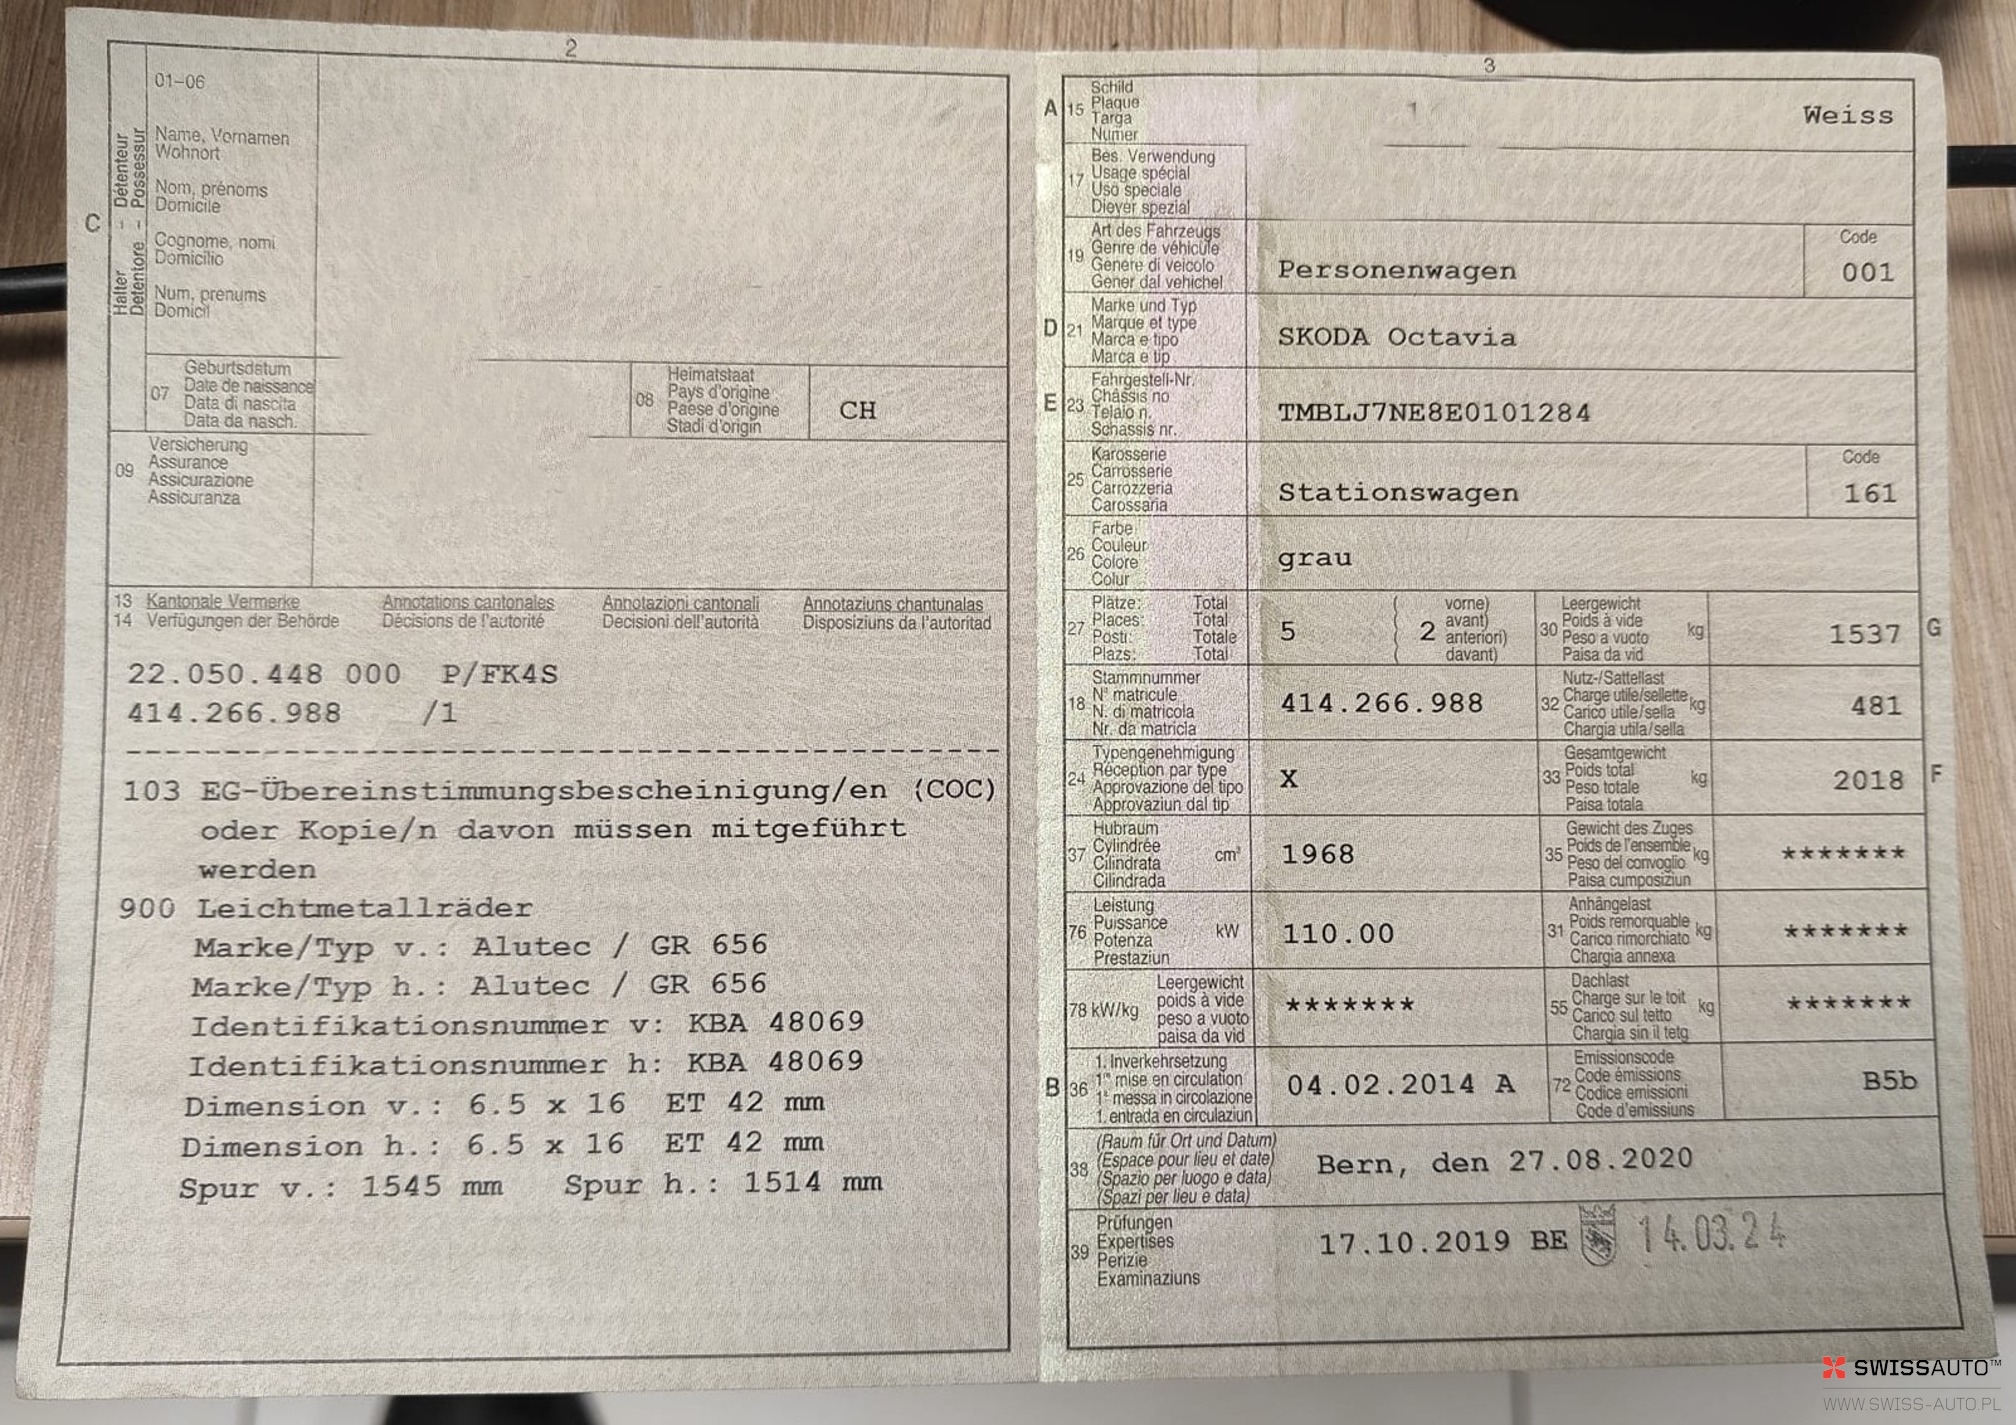 2
01–06
Name, Vornamen
Wohnort
Nom, prénoms
Domicile
Cognome, nomi
Domicilio
Num, prenums
Domicil
C
Halter – Détenteur
Detentore – Possessur
07
Geburtsdatum
Date de naissance
Data di nascita
Data da nasch.
08
Heimatstaat
Pays d'origine
Paese d'origine
Stadi d'origin
CH
09
Versicherung
Assurance
Assicurazione
Assicuranza
13 Kantonale Vermerke Annotations cantonales Annotazioni cantonali Annotaziuns chantunalas
14 Verfügungen der Behörde Décisions de l'autorité Decisioni dell'autorità Disposiziuns da l'autoritad
22.050.448 000 P/FK4S
414.266.988 /1
103 EG-Übereinstimmungsbescheinigung/en (COC)
oder Kopie/n davon müssen mitgeführt
werden
900 Leichtmetallräder
Marke/Typ v.: Alutec / GR 656
Marke/Typ h.: Alutec / GR 656
Identifikationsnummer v: KBA 48069
Identifikationsnummer h: KBA 48069
Dimension v.: 6.5 x 16 ET 42 mm
Dimension h.: 6.5 x 16 ET 42 mm
Spur v.: 1545 mm Spur h.: 1514 mm
3
A 15
Schild
Plaque
Targa
Numer
1
Weiss
17
Bes. Verwendung
Usage spécial
Uso speciale
Diever spezial
19
Art des Fahrzeugs
Genre de véhicule
Genere di veicolo
Gener dal vehichel
Personenwagen
Code
001
D 21
Marke und Typ
Marque et type
Marca e tipo
Marca e tip
SKODA Octavia
E 23
Fahrgestell-Nr.
Châssis no
Telaio n.
Schassis nr.
TMBLJ7NE8E0101284
25
Karosserie
Carrosserie
Carrozzeria
Carossaria
Stationswagen
Code
161
26
Farbe
Couleur
Colore
Colur
grau
27
Plätze: Total
Places: Total
Posti: Totale
Plazs: Total
5
2
vorne)
avant)
anteriori)
davant)
30
Leergewicht
Poids à vide
Peso a vuoto
Paisa da vid
kg
1537
G
18
Stammnummer
N° matricule
N. di matricola
Nr. da matricla
414.266.988
32
Nutz-/Sattellast
Charge utile/sellette
Carico utile/sella
Chargia utila/sella
kg
481
24
Typengenehmigung
Réception par type
Approvazione del tipo
Approvaziun dal tip
X
33
Gesamtgewicht
Poids total
Peso totale
Paisa totala
kg
2018
F
37
Hubraum
Cylindrée
Cilindrata
Cilindrada
cm³
1968
35
Gewicht des Zuges
Poids de l'ensemble
Peso del convoglio
Paisa cumposiziun
kg
*******
76
Leistung
Puissance
Potenza
Prestaziun
kW
110.00
31
Anhängelast
Poids remorquable
Carico rimorchiato
Chargia annexa
kg
*******
78 kW/kg
Leergewicht
poids à vide
peso a vuoto
paisa da vid
*******
55
Dachlast
Charge sur le toit
Carico sul tetto
Chargia sin il tetg
kg
*******
B 36
1. Inverkehrsetzung
1re mise en circulation
1a messa in circolazione
1. entrada en circulaziun
04.02.2014 A
72
Emissionscode
Code émissions
Codice emissioni
Code d'emissiuns
B5b
38
(Raum für Ort und Datum)
(Espace pour lieu et date)
(Spazio per luogo e data)
(Spazi per lieu e data)
Bern, den 27.08.2020
39
Prüfungen
Expertises
Perizie
Examinaziuns
17.10.2019 BE 14.03.24
SWISSAUTO™
WWW.SWISS-AUTO.PL